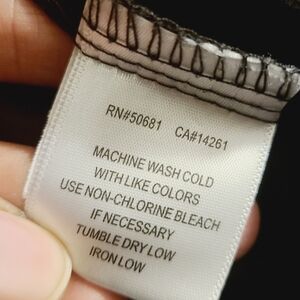 RN#50681 CA#14261
MACHINE WASH COLD
WITH LIKE COLORS
USE NON-CHLORINE BLEACH
IF NECESSARY
TUMBLE DRY LOW
IRON LOW